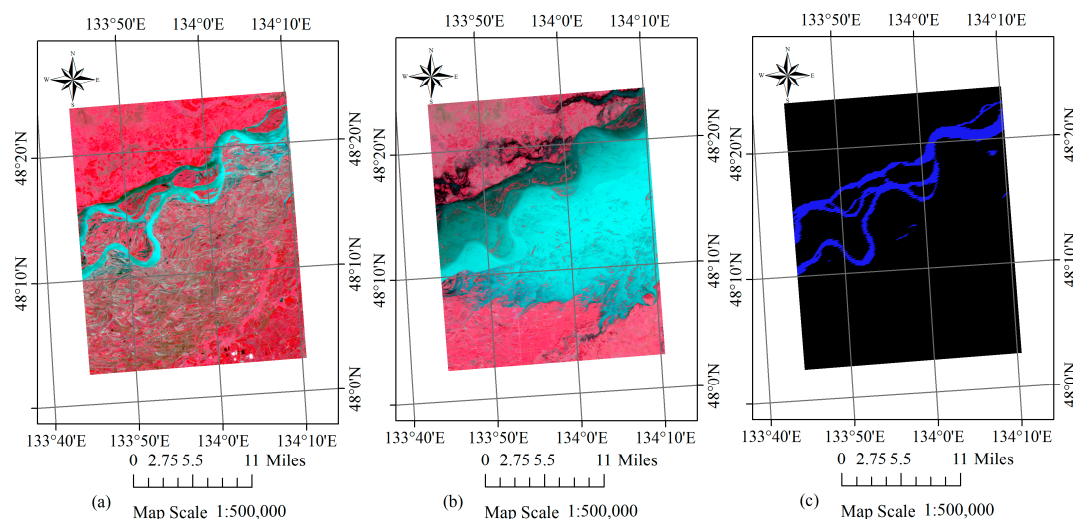 133°50'E 134°0'E 134°10'E
133°50'E 134°0'E 134°10'E
133°50'E 134°0'E 134°10'E
N
W E
S
N
W E
S
N
W E
S
48°20'N 48°20'N
48°20'N 48°20'N
48°20'N 48°20'N
48°10'N 48°10'N
48°10'N 48°10'N
48°10'N 48°10'N
48°0'N
48°0'N
48°0'N
133°40'E 133°50'E 134°0'E 134°10'E
133°40'E 133°50'E 134°0'E 134°10'E
133°40'E 133°50'E 134°0'E 134°10'E
0 2.75 5.5 11 Miles
0 2.75 5.5 11 Miles
0 2.75 5.5 11 Miles
(a)
Map Scale 1:500,000
(b)
Map Scale 1:500,000
(c)
Map Scale 1:500,000